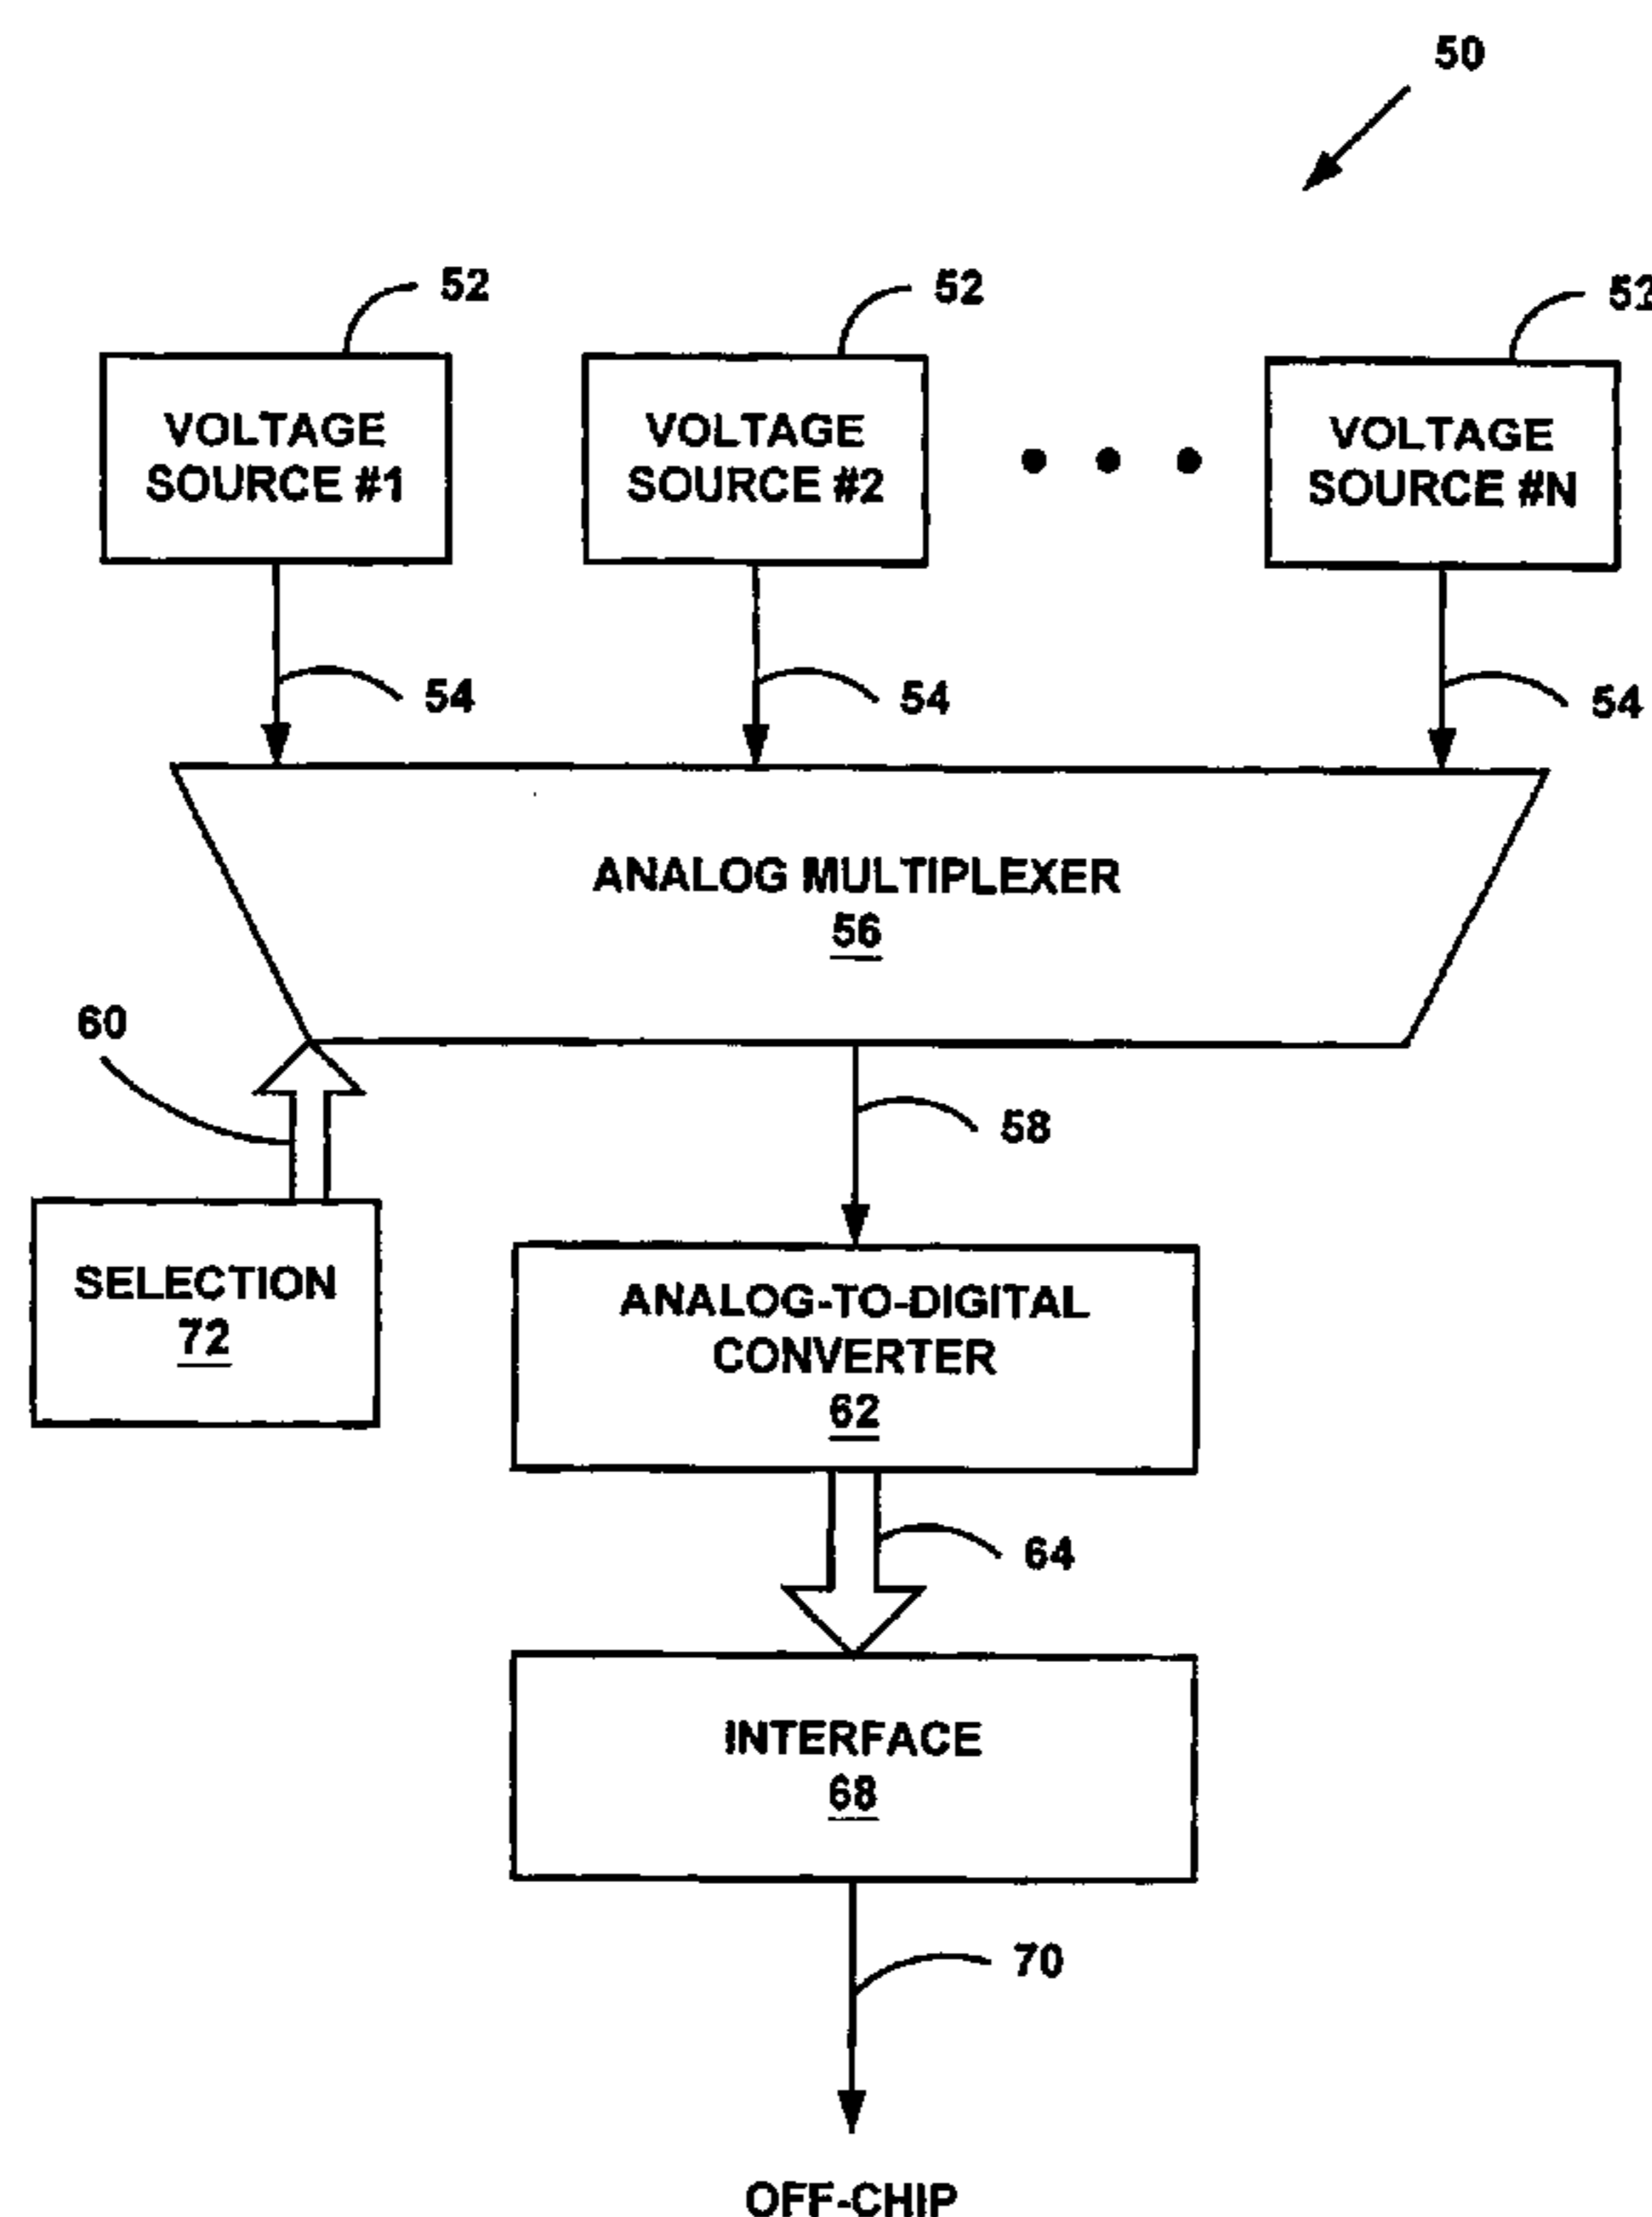 50
52
52
VOLTAGE
SOURCE #1
VOLTAGE
SOURCE #2
VOLTAGE
SOURCE #N
54
54
54
ANALOG MULTIPLEXER
56
60
58
SELECTION
72
ANALOG-TO-DIGITAL
CONVERTER
62
64
INTERFACE
68
70
OFF-CHIP